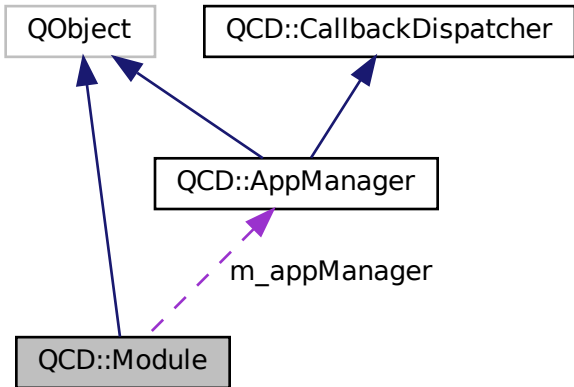 QObject
QCD::CallbackDispatcher
QCD::AppManager
m_appManager
QCD::Module